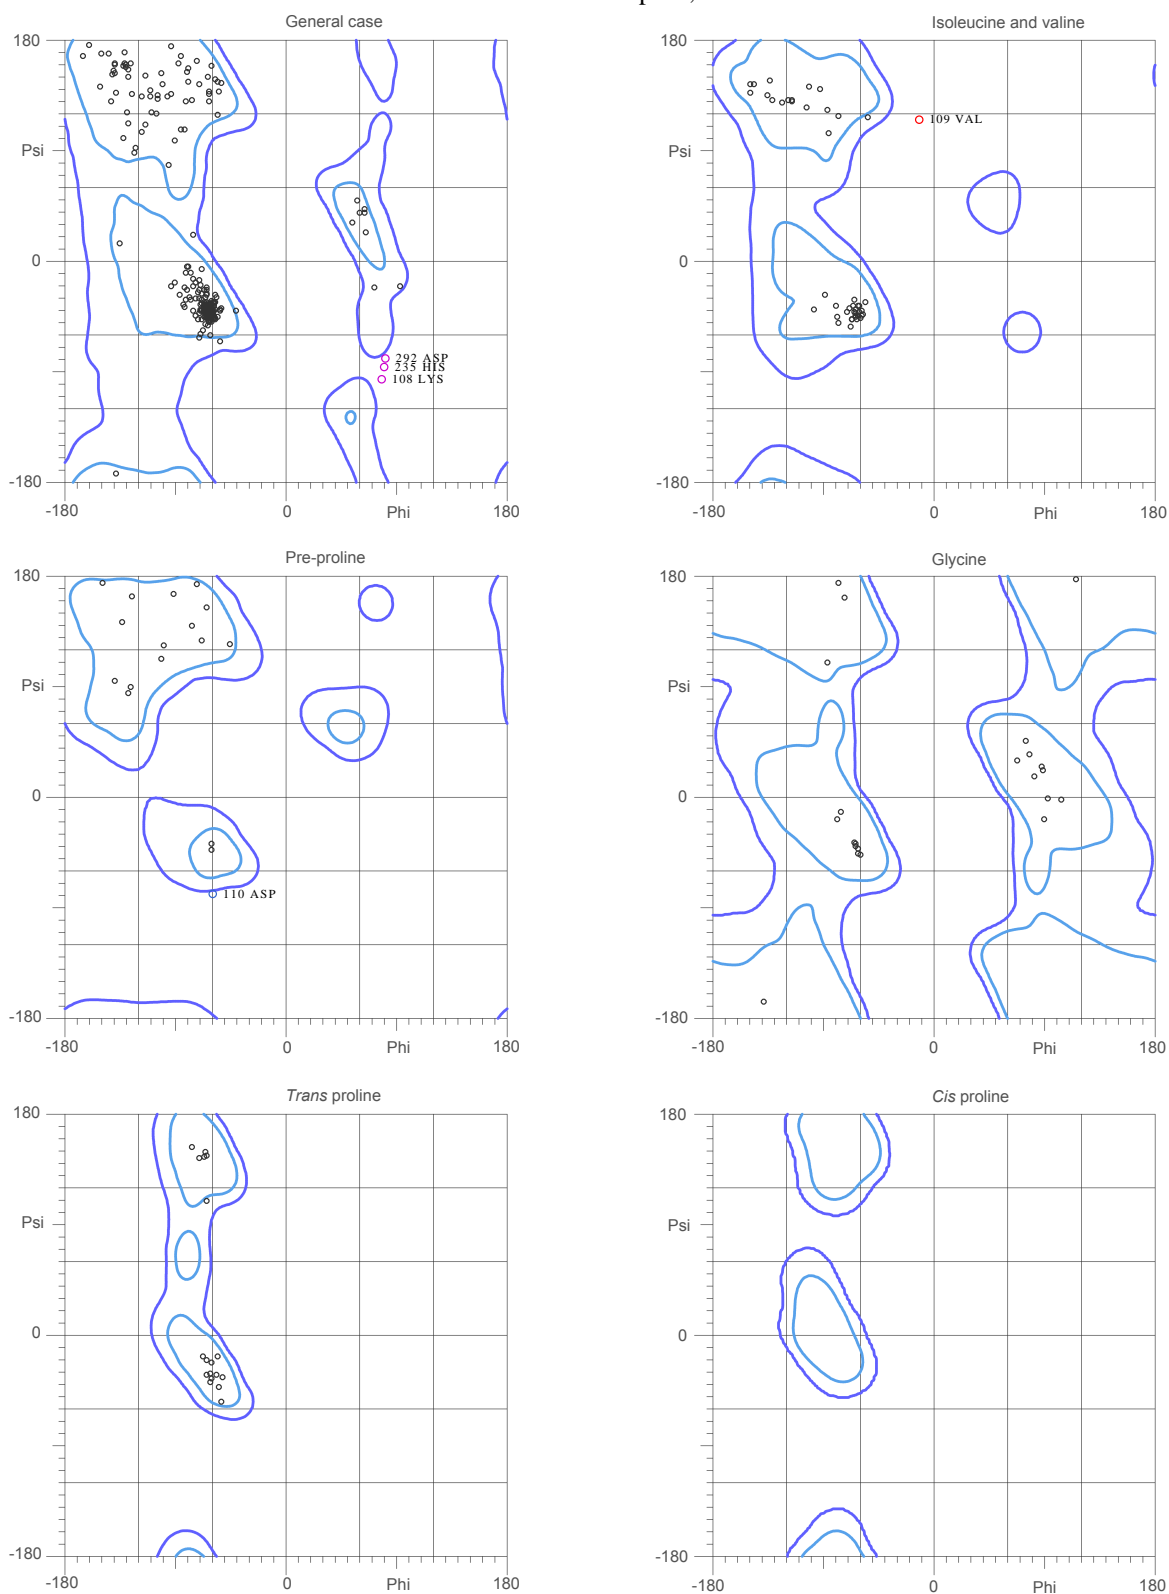 General case
Isoleucine and valine
180
Psi
0
-180
-180
0
Phi
180
292 ASP
235 HIS
108 LYS
180
Psi
0
-180
-180
0
Phi
180
109 VAL
Pre-proline
Glycine
180
Psi
0
-180
-180
0
Phi
180
110 ASP
180
Psi
0
-180
-180
0
Phi
180
Trans proline
Cis proline
180
Psi
0
-180
-180
0
Phi
180
180
Psi
0
-180
-180
0
Phi
180